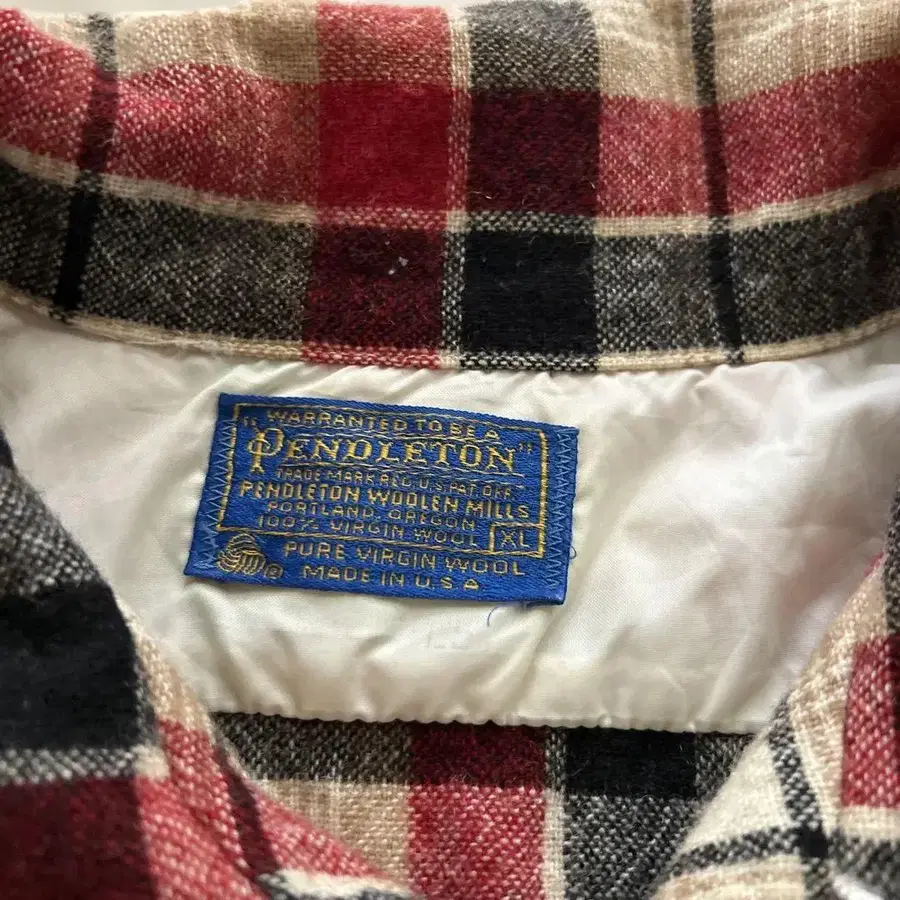 WARRANTED TO BE A
"PENDLETON"
TRADE-MARK REG. U.S. PAT. OFF.
PENDLETON WOOLEN MILLS
PORTLAND, OREGON
100% VIRGIN WOOL XL
PURE VIRGIN WOOL
® MADE IN U.S.A